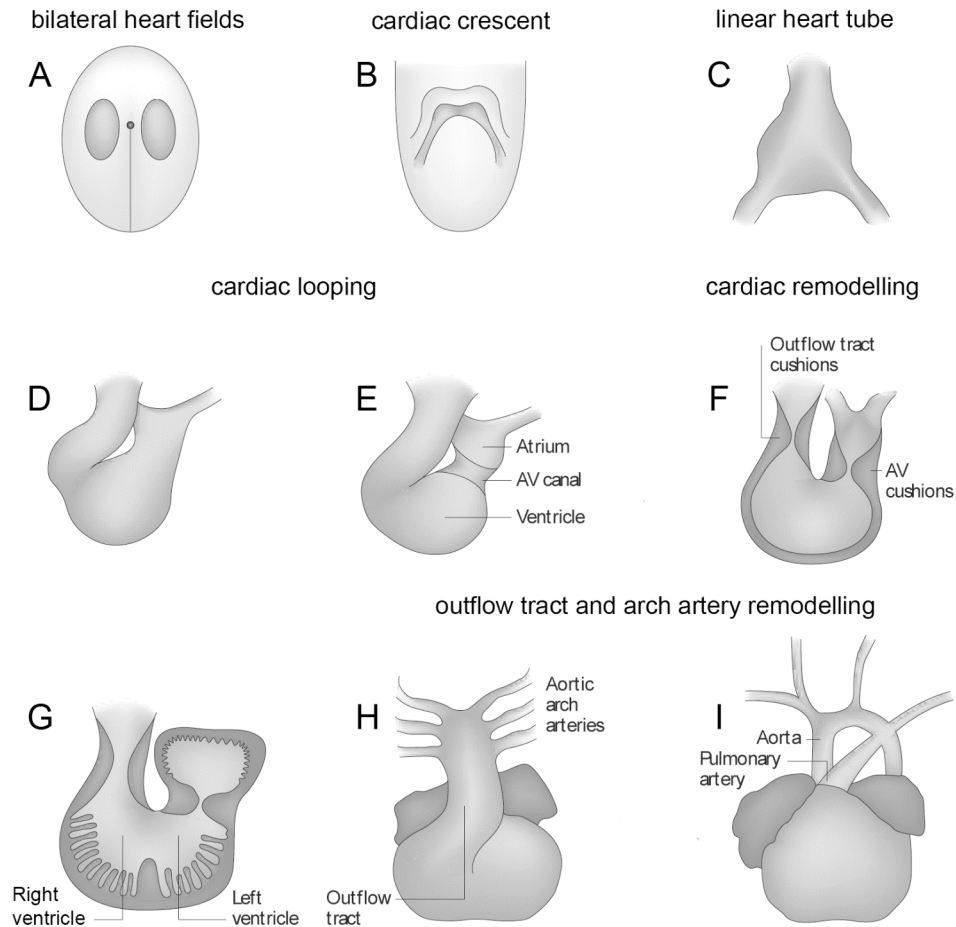 bilateral heart fields
cardiac crescent
linear heart tube
A
B
C
cardiac looping
cardiac remodelling
D
E
Atrium
AV canal
Ventricle
F
Outflow tract
cushions
AV
cushions
outflow tract and arch artery remodelling
G
Right
ventricle
Left
ventricle
H
Aortic
arch
arteries
Outflow
tract
I
Aorta
Pulmonary
artery